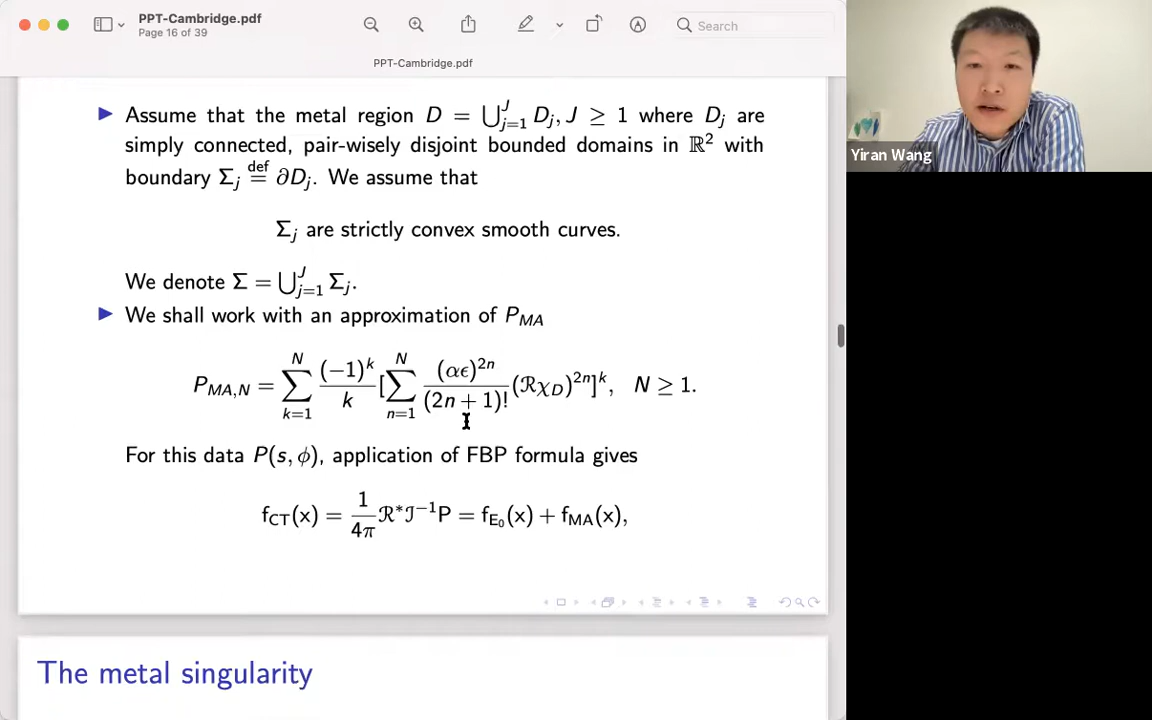 PPT-Cambridge.pdf
Page 16 of 39
Search
PPT-Cambridge.pdf
▶ Assume that the metal region D = ⋃_{j=1}^{J} D_j, J ≥ 1 where D_j are
simply connected, pair-wisely disjoint bounded domains in ℝ² with
boundary Σ_j ≝ ∂D_j. We assume that
Σ_j are strictly convex smooth curves.
We denote Σ = ⋃_{j=1}^{J} Σ_j.
▶ We shall work with an approximation of P_{MA}
P_{MA,N} = ∑_{k=1}^{N} \frac{(-1)^k}{k} [∑_{n=1}^{N} \frac{(αϵ)^{2n}}{(2n + 1)!} (ℛχ_D)^{2n}]^k, N ≥ 1.
For this data P(s, ϕ), application of FBP formula gives
f_{CT}(x) = \frac{1}{4π} ℛ*ℐ^{-1}P = f_{E_0}(x) + f_{MA}(x),
The metal singularity
Yiran Wang